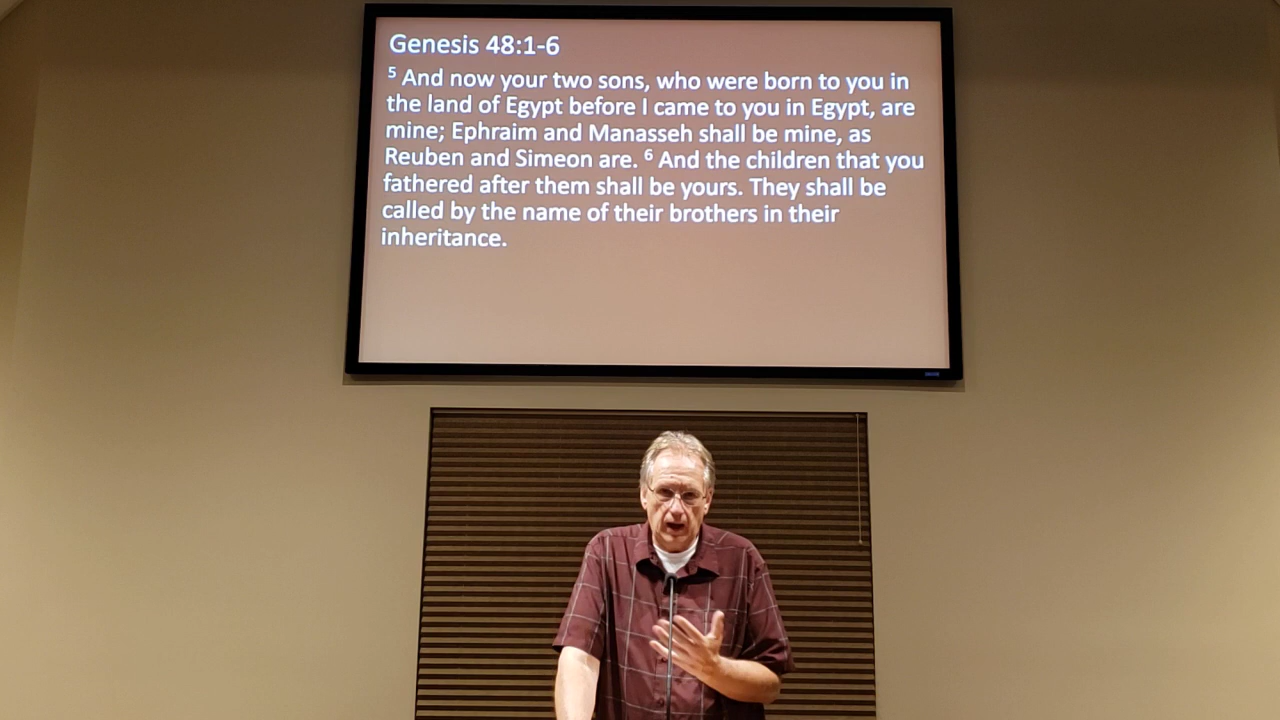 Genesis 48:1-6
⁵ And now your two sons, who were born to you in
the land of Egypt before I came to you in Egypt, are
mine; Ephraim and Manasseh shall be mine, as
Reuben and Simeon are. ⁶ And the children that you
fathered after them shall be yours. They shall be
called by the name of their brothers in their
inheritance.